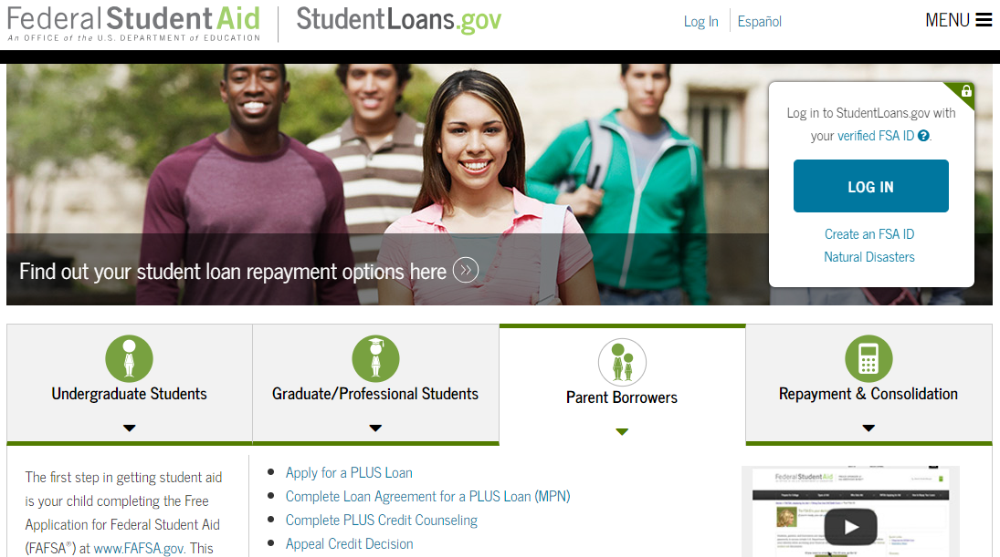 Federal Student Aid
An OFFICE of the U.S. DEPARTMENT of EDUCATION
StudentLoans.gov
Log In
Español
MENU
Log in to StudentLoans.gov with
your verified FSA ID ?.
LOG IN
Create an FSA ID
Natural Disasters
Find out your student loan repayment options here
Undergraduate Students
Graduate/Professional Students
Parent Borrowers
Repayment & Consolidation
The first step in getting student aid
is your child completing the Free
Application for Federal Student Aid
(FAFSA®) at www.FAFSA.gov. This
Apply for a PLUS Loan
Complete Loan Agreement for a PLUS Loan (MPN)
Complete PLUS Credit Counseling
Appeal Credit Decision
Federal Student Aid